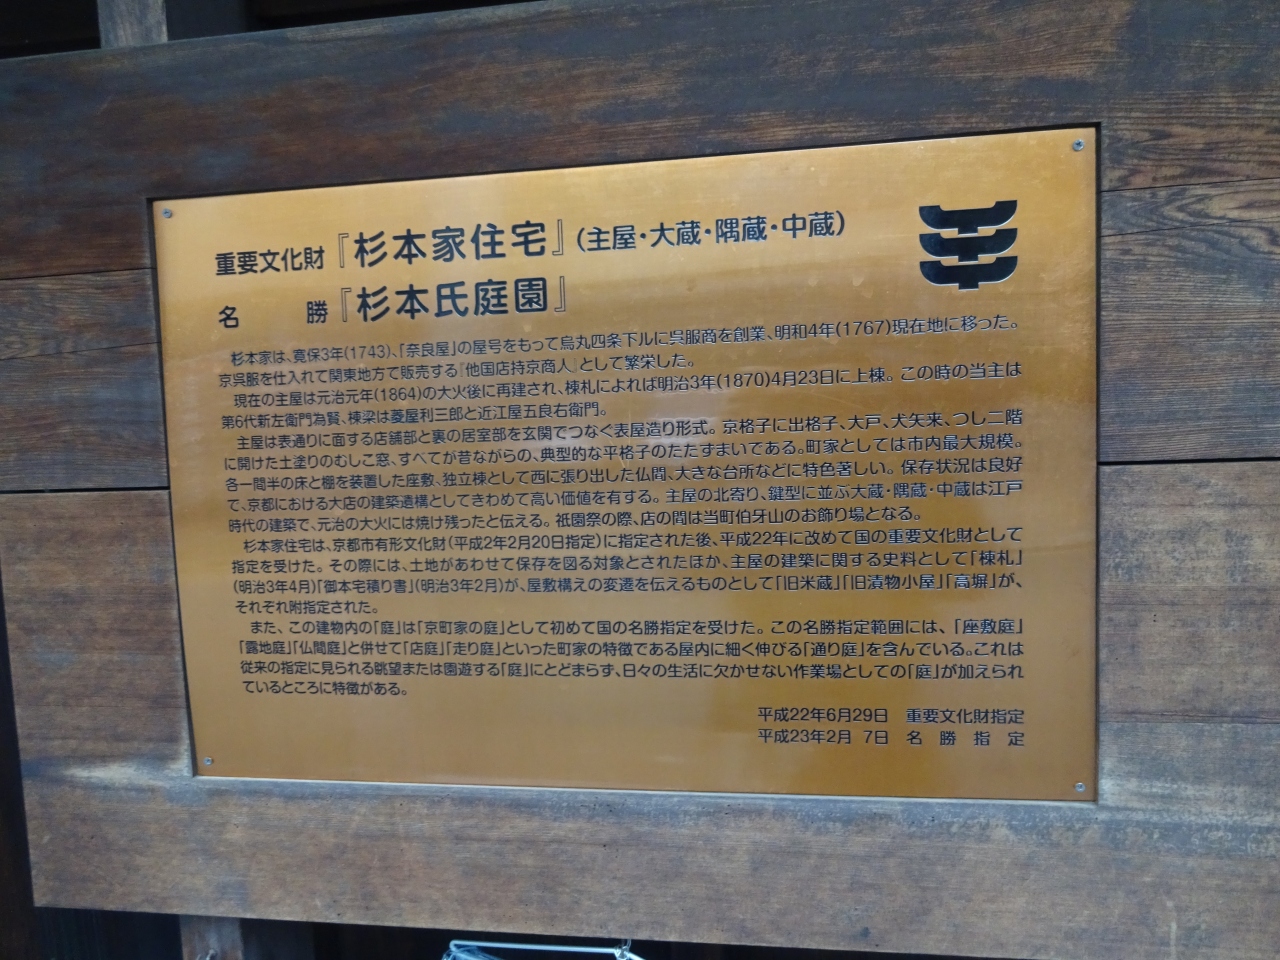 重要文化財『杉本家住宅』(主屋・大蔵・隅蔵・中蔵)
名 勝『杉本氏庭園』
杉本家は、寛保3年(1743)、「奈良屋」の屋号をもって烏丸四条下ルに呉服商を創業、明和4年(1767)現在地に移った。
京呉服を仕入れて関東地方で販売する『他国店持京商人』として繁栄した。
現在の主屋は元治元年(1864)の大火後に再建され、棟札によれば明治3年(1870)4月23日に上棟。この時の当主は
第6代新左衛門為賢、棟梁は菱屋利三郎と近江屋五良右衛門。
主屋は表通りに面する店舗部と裏の居室部を玄関でつなぐ表屋造り形式。京格子に出格子、大戸、犬矢来、つし二階
に開けた土塗りのむしこ窓、すべてが昔ながらの、典型的な平格子のたたずまいである。町家としては市内最大規模。
各一間半の床と棚を装置した座敷、独立棟として西に張り出した仏間、大きな台所などに特色著しい。保存状況は良好
で、京都における大店の建築遺構としてきわめて高い価値を有する。主屋の北寄り、鍵型に並ぶ大蔵・隅蔵・中蔵は江戸
時代の建築で、元治の大火には焼け残ったと伝える。祇園祭の際、店の間は当町伯牙山のお飾り場となる。
杉本家住宅は、京都市有形文化財(平成2年2月20日指定)に指定された後、平成22年に改めて国の重要文化財として
指定を受けた。その際には、土地があわせて保存を図る対象とされたほか、主屋の建築に関する史料として「棟札」
(明治3年4月)「御本宅積り書」(明治3年2月)が、屋敷構えの変遷を伝えるものとして「旧米蔵」「旧漬物小屋」「高塀」が、
それぞれ附指定された。
また、この建物内の「庭」は「京町家の庭」として初めて国の名勝指定を受けた。この名勝指定範囲には、「座敷庭」
「露地庭」「仏間庭」と併せて「店庭」「走り庭」といった町家の特徴である屋内に細く伸びる「通り庭」を含んでいる。これは
従来の指定に見られる眺望または園遊する「庭」にとどまらず、日々の生活に欠かせない作業場としての「庭」が加えられ
ているところに特徴がある。
平成22年6月29日 重要文化財指定
平成23年2月 7日 名 勝 指 定